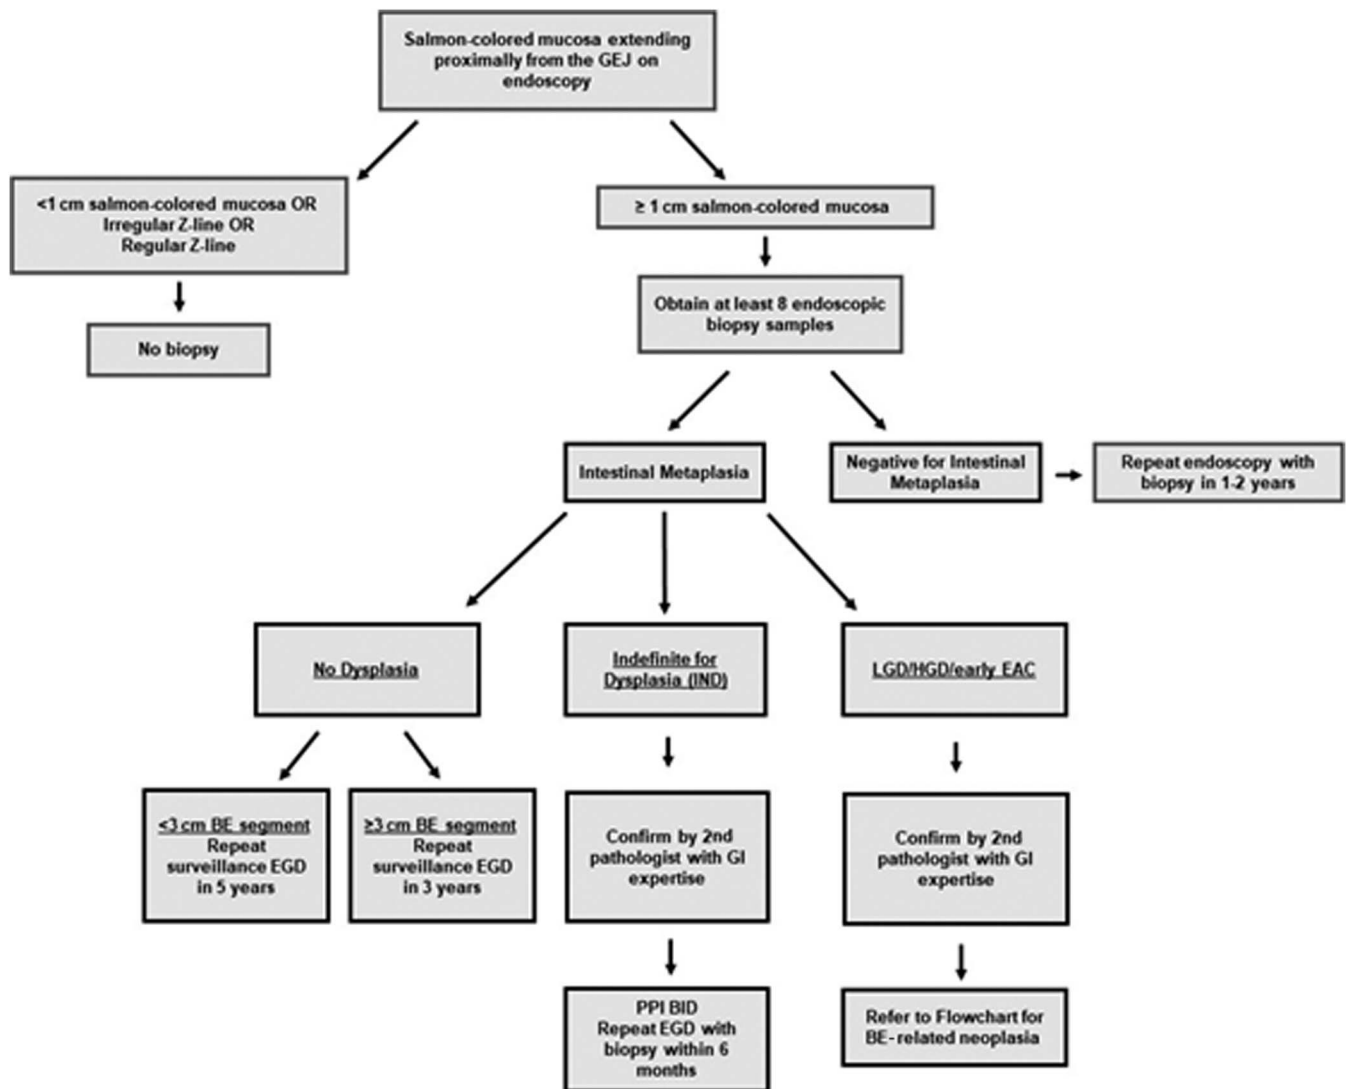 Salmon-colored mucosa extending
proximally from the GEJ on
endoscopy
<1 cm salmon-colored mucosa OR
Irregular Z-line OR
Regular Z-line
≥ 1 cm salmon-colored mucosa
No biopsy
Obtain at least 8 endoscopic
biopsy samples
Intestinal Metaplasia
Negative for Intestinal
Metaplasia
Repeat endoscopy with
biopsy in 1-2 years
No Dysplasia
Indefinite for
Dysplasia (IND)
LGD/HGD/early EAC
<3 cm BE segment
Repeat
surveillance EGD
in 5 years
≥3 cm BE segment
Repeat
surveillance EGD
in 3 years
Confirm by 2nd
pathologist with GI
expertise
Confirm by 2nd
pathologist with GI
expertise
PPI BID
Repeat EGD with
biopsy within 6
months
Refer to Flowchart for
BE- related neoplasia